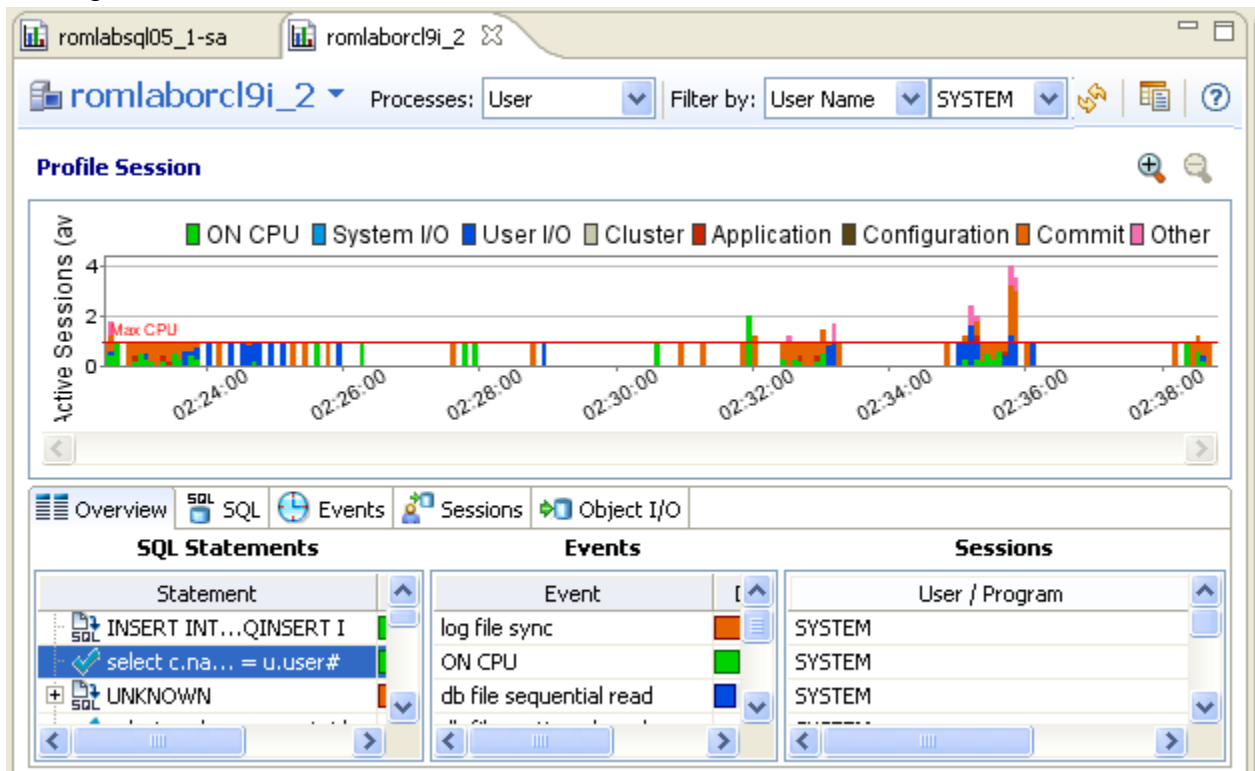 romlabsql05_1-sa romlaborcl9i_2
romlaborcl9i_2 Processes: User Filter by: User Name SYSTEM
Profile Session
Active Sessions (av
ON CPU System I/O User I/O Cluster Application Configuration Commit Other
4
2
Max CPU
0
02:24:00 02:26:00 02:28:00 02:30:00 02:32:00 02:34:00 02:36:00 02:38:00
Overview SQL SQL Events Sessions Object I/O
SQL Statements Events Sessions
Statement Event User / Program
SQL INSERT INT...QINSERT I log file sync SYSTEM
select c.na... = u.user# ON CPU SYSTEM
SQL UNKNOWN db file sequential read SYSTEM